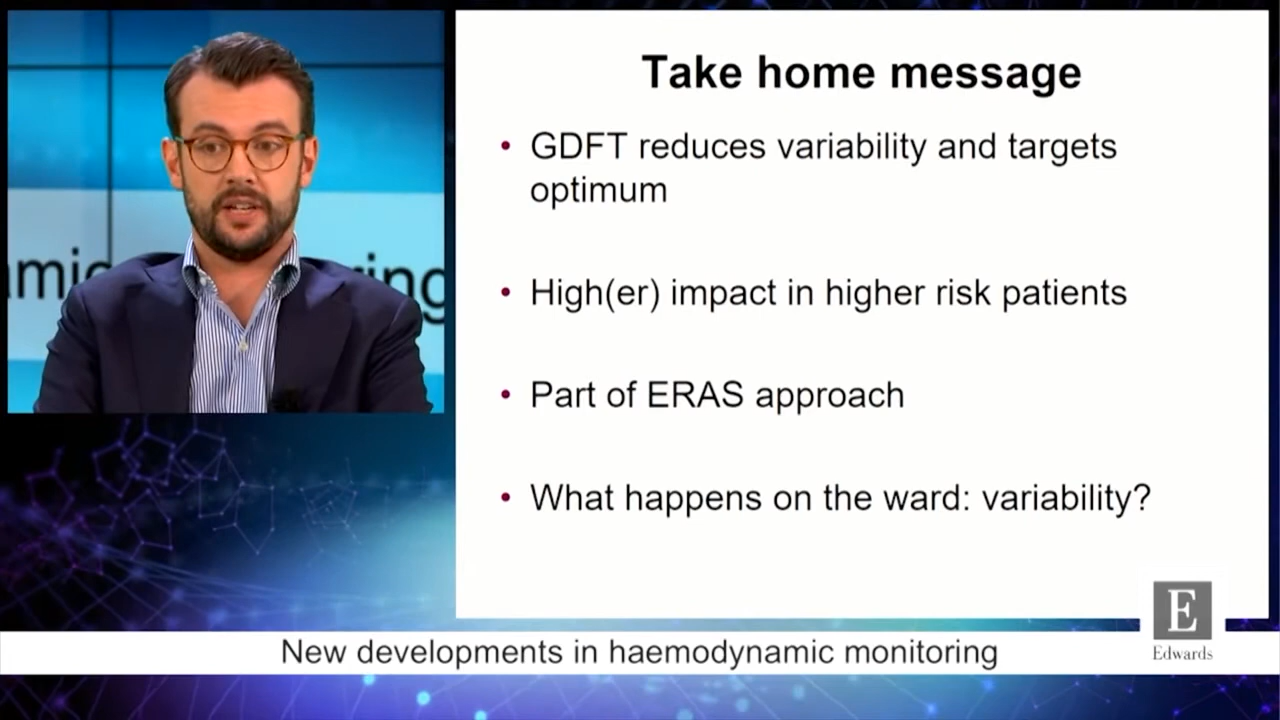 Take home message
• GDFT reduces variability and targets
optimum
• High(er) impact in higher risk patients
• Part of ERAS approach
• What happens on the ward: variability?
E
Edwards
New developments in haemodynamic monitoring